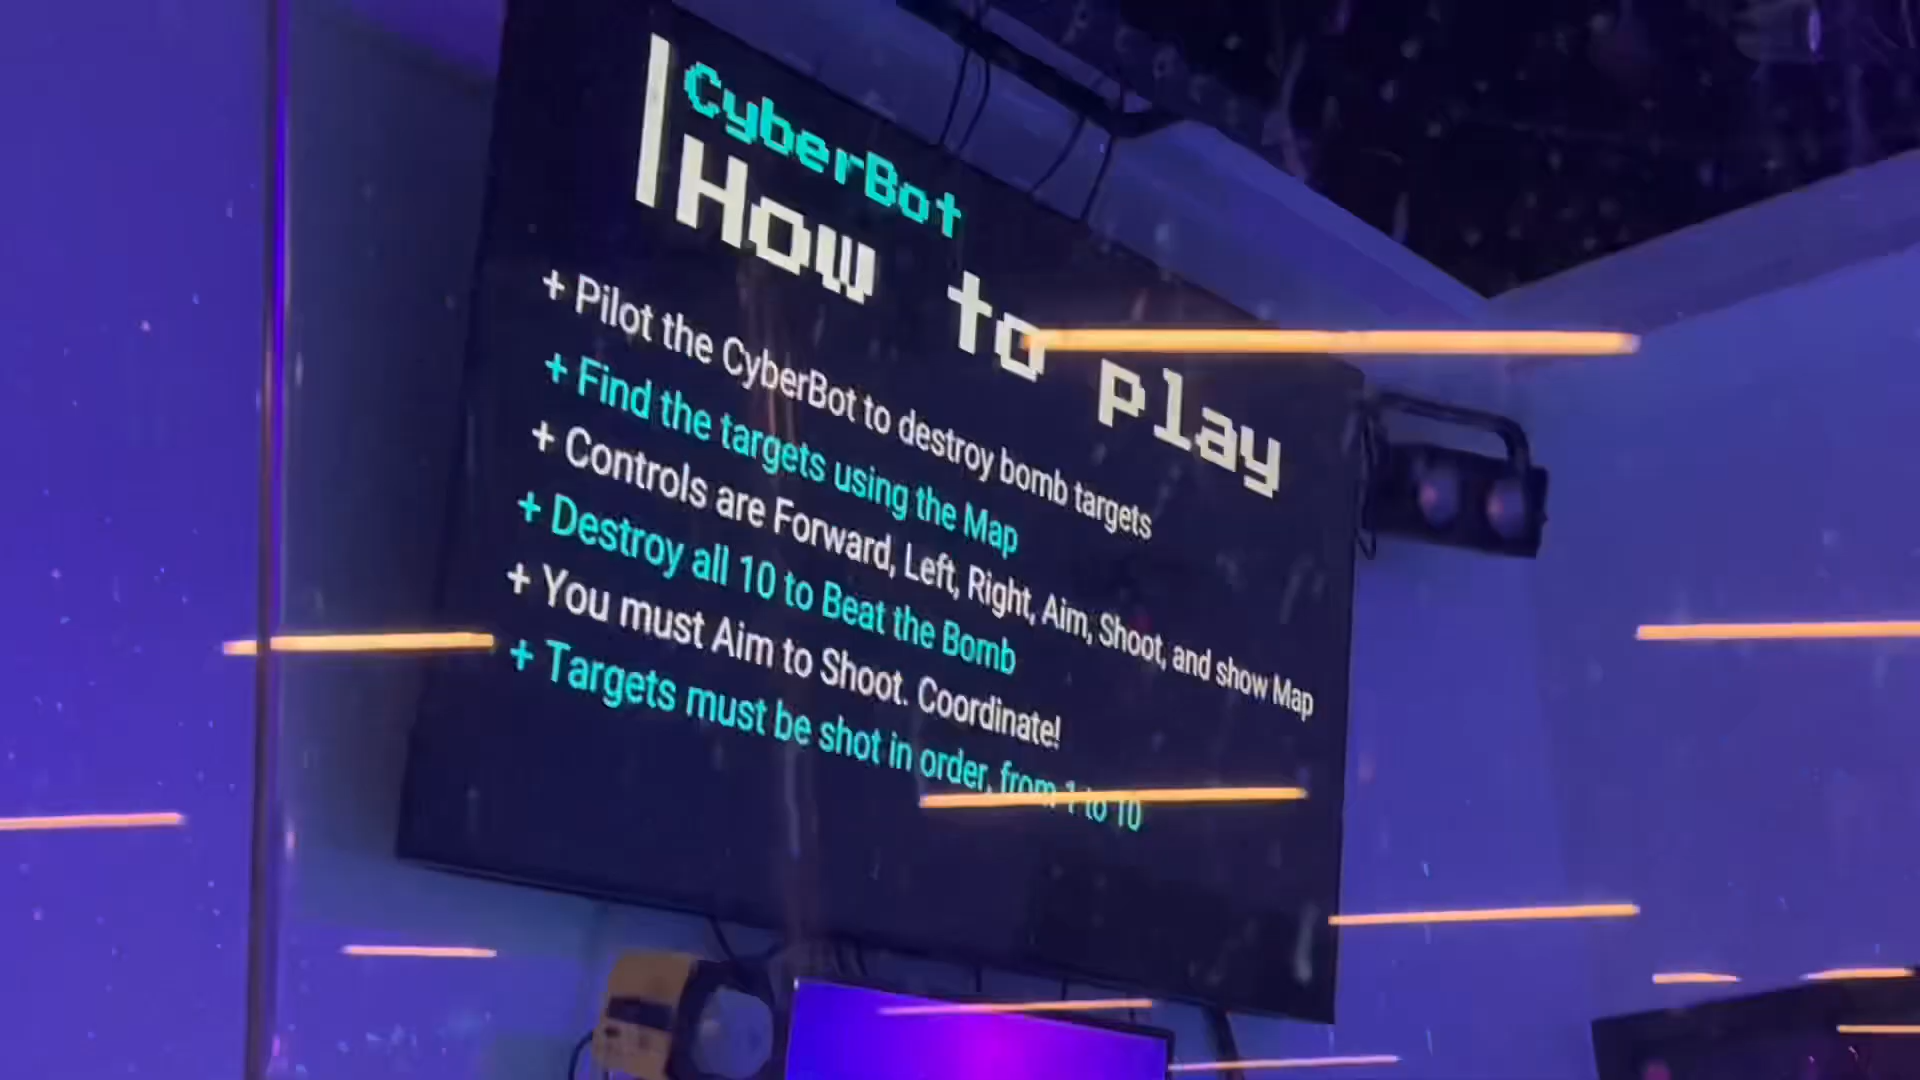 CyberBot
How to play
+ Pilot the CyberBot to destroy bomb targets
+ Find the targets using the Map
+ Controls are Forward, Left, Right, Aim, Shoot, and show Map
+ Destroy all 10 to Beat the Bomb
+ You must Aim to Shoot. Coordinate!
+ Targets must be shot in order, from 1 to 10